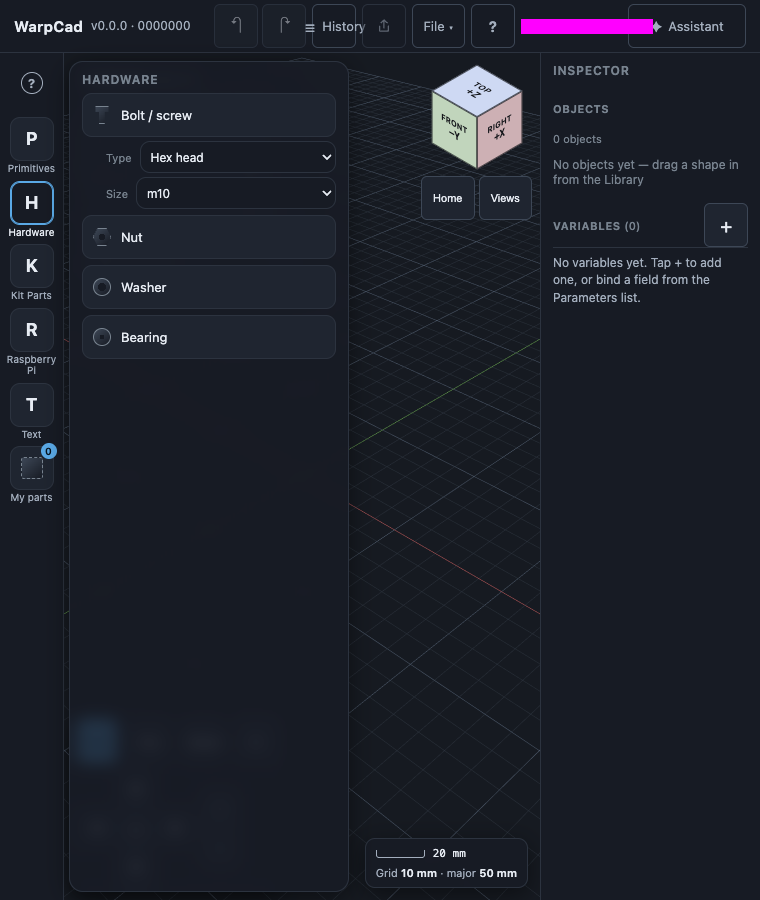 WarpCad v0.0.0 · 0000000
History
File
?
Assistant
?
P
Primitives
H
Hardware
K
Kit Parts
R
Raspberry
Pi
T
Text
0
My parts
HARDWARE
Bolt / screw
Type Hex head
Size m10
Nut
Washer
Bearing
TOP
+Z
FRONT
−Y
RIGHT
+X
Home Views
20 mm
Grid 10 mm · major 50 mm
INSPECTOR
OBJECTS
0 objects
No objects yet — drag a shape in
from the Library
VARIABLES (0) +
No variables yet. Tap + to add
one, or bind a field from the
Parameters list.